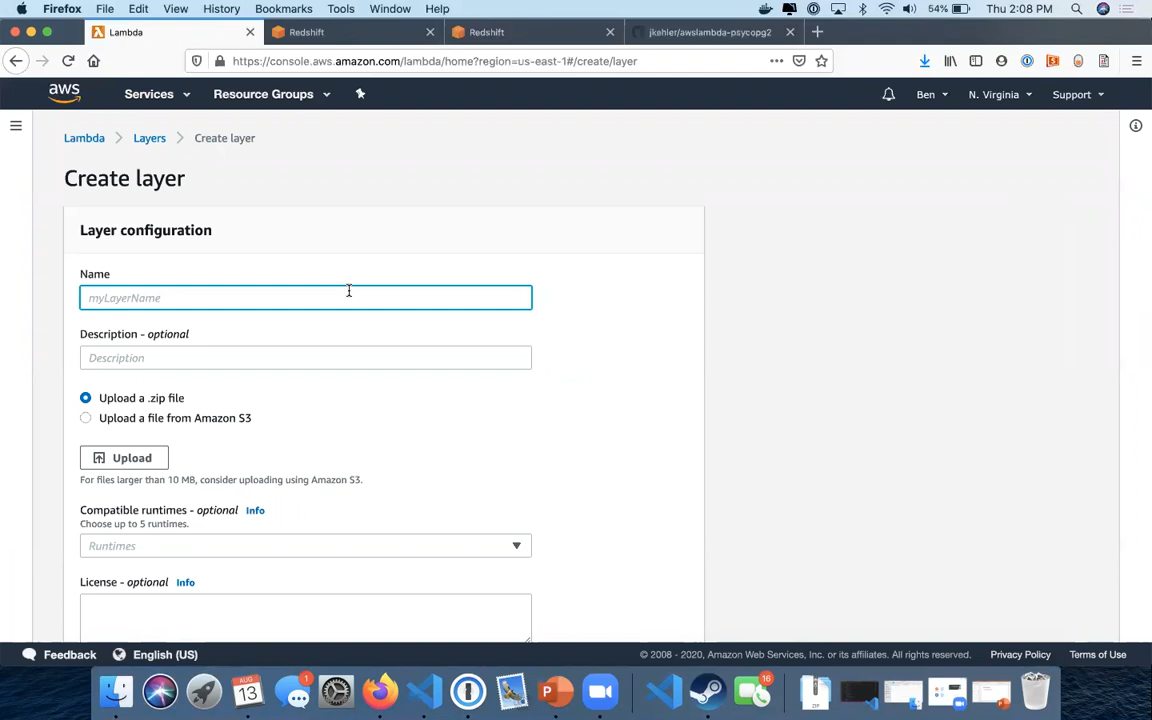 Firefox File Edit View History Bookmarks Tools Window Help 54% Thu 2:08 PM
Lambda Redshift Redshift jkehler/awslambda-psycopg2
https://console.aws.amazon.com/lambda/home?region=us-east-1#/create/layer
aws Services Resource Groups Ben N. Virginia Support
Lambda Layers Create layer
Create layer
Layer configuration
Name
myLayerName
Description - optional
Description
Upload a .zip file
Upload a file from Amazon S3
Upload
For files larger than 10 MB, consider uploading using Amazon S3.
Compatible runtimes - optional Info
Choose up to 5 runtimes.
Runtimes
License - optional Info
Feedback English (US) © 2008 - 2020, Amazon Web Services, Inc. or its affiliates. All rights reserved. Privacy Policy Terms of Use
AUG 1 16
13